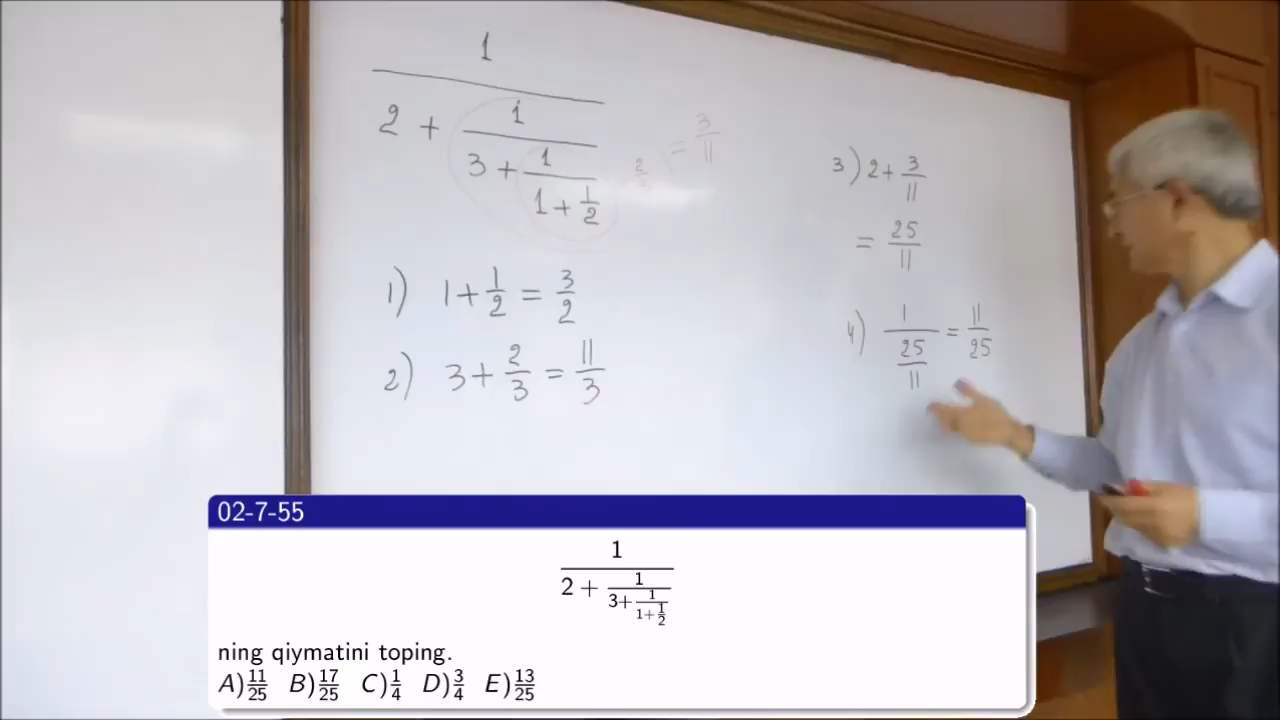 1
2 + 1
3 + 1
1 + 1/2
2/3
= 3/11
1) 1 + 1/2 = 3/2
2) 3 + 2/3 = 11/3
3) 2 + 3/11
= 25/11
4) 1/(25/11) = 11/25
02-7-55
1
2 + 1
3+ 1
1+ 1/2
ning qiymatini toping.
A) 11/25 B) 17/25 C) 1/4 D) 3/4 E) 13/25